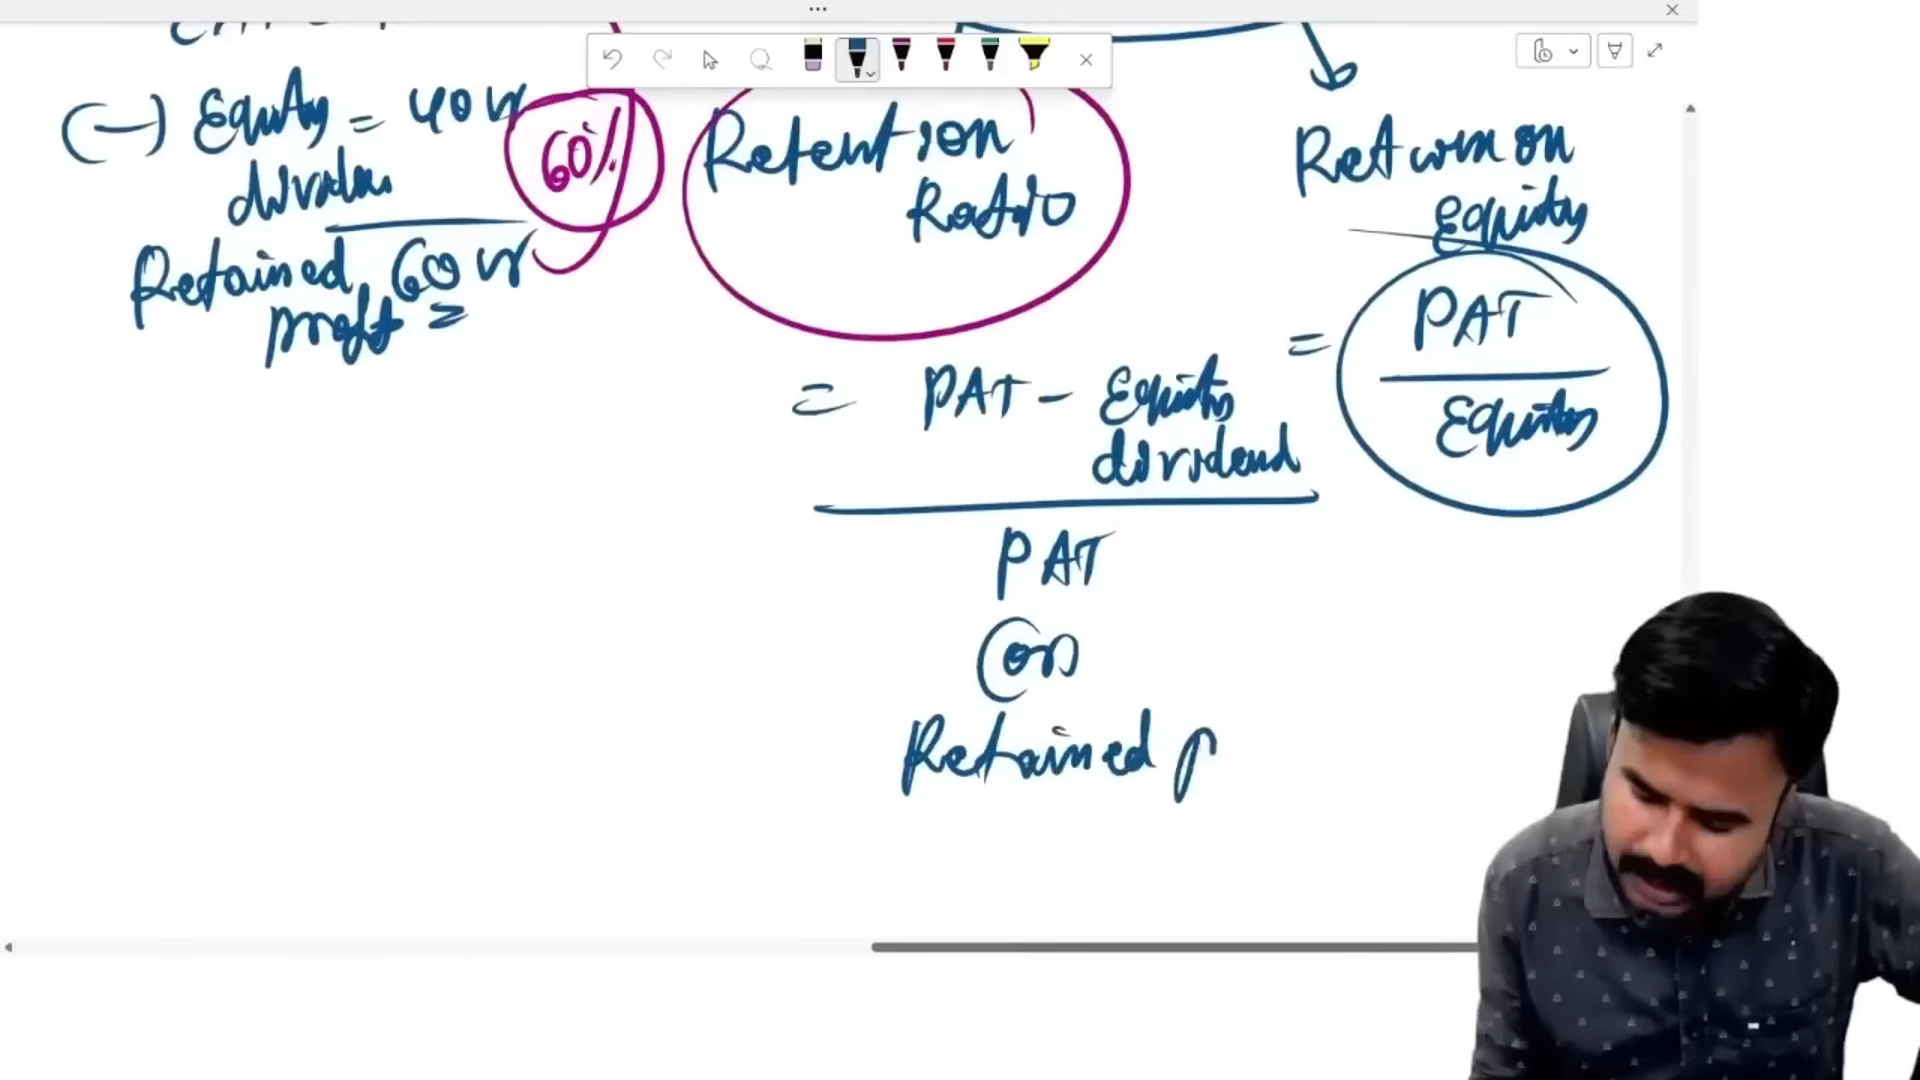 (-) Equity = 40 cr
dividen
60%
Retained 60 cr
profit =
Retention
Ratio
Return on
Equity
= PAT
Equity
= PAT - Equity
dividend
PAT
(or)
Retained p